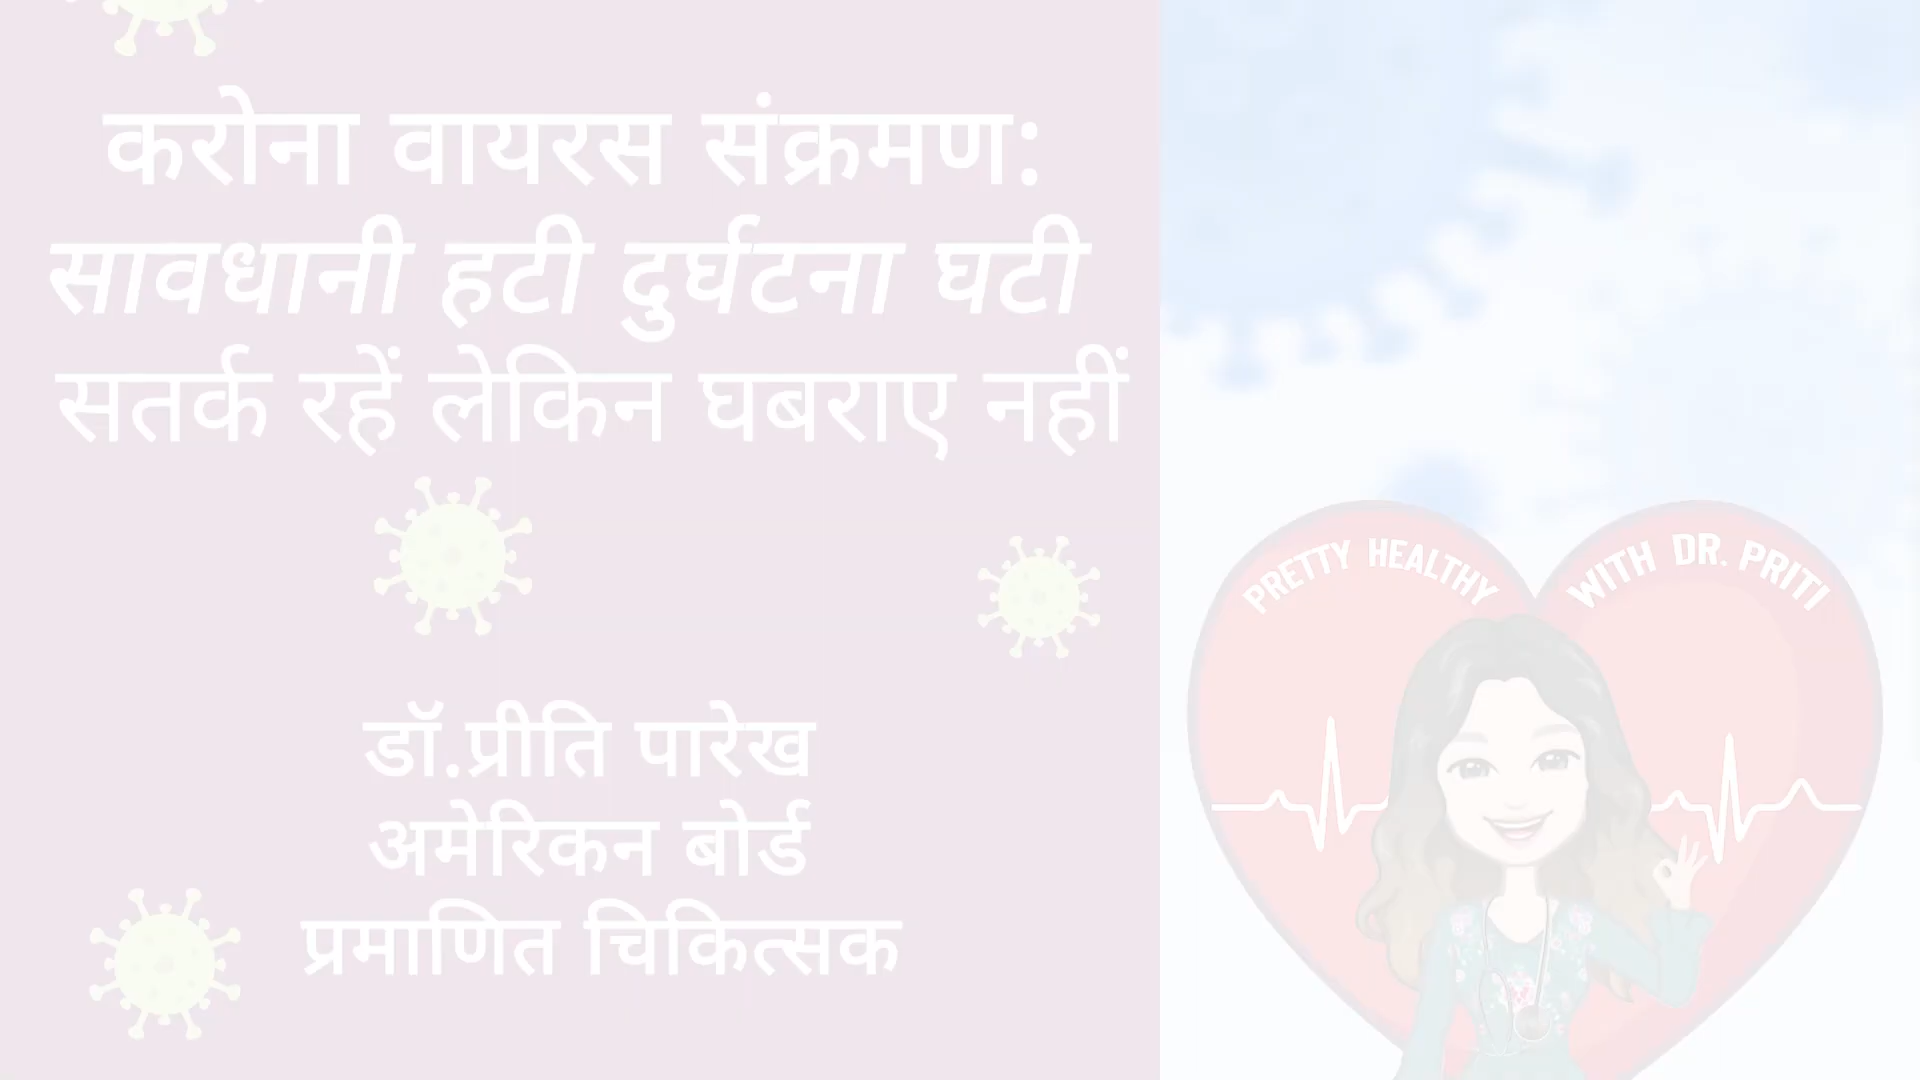 करोना वायरस संक्रमण:
सावधानी हटी दुर्घटना घटी
सतर्क रहें लेकिन घबराए नहीं
डॉ.प्रीति पारेख
अमेरिकन बोर्ड
प्रमाणित चिकित्सक
PRETTY HEALTHY WITH DR. PRITI